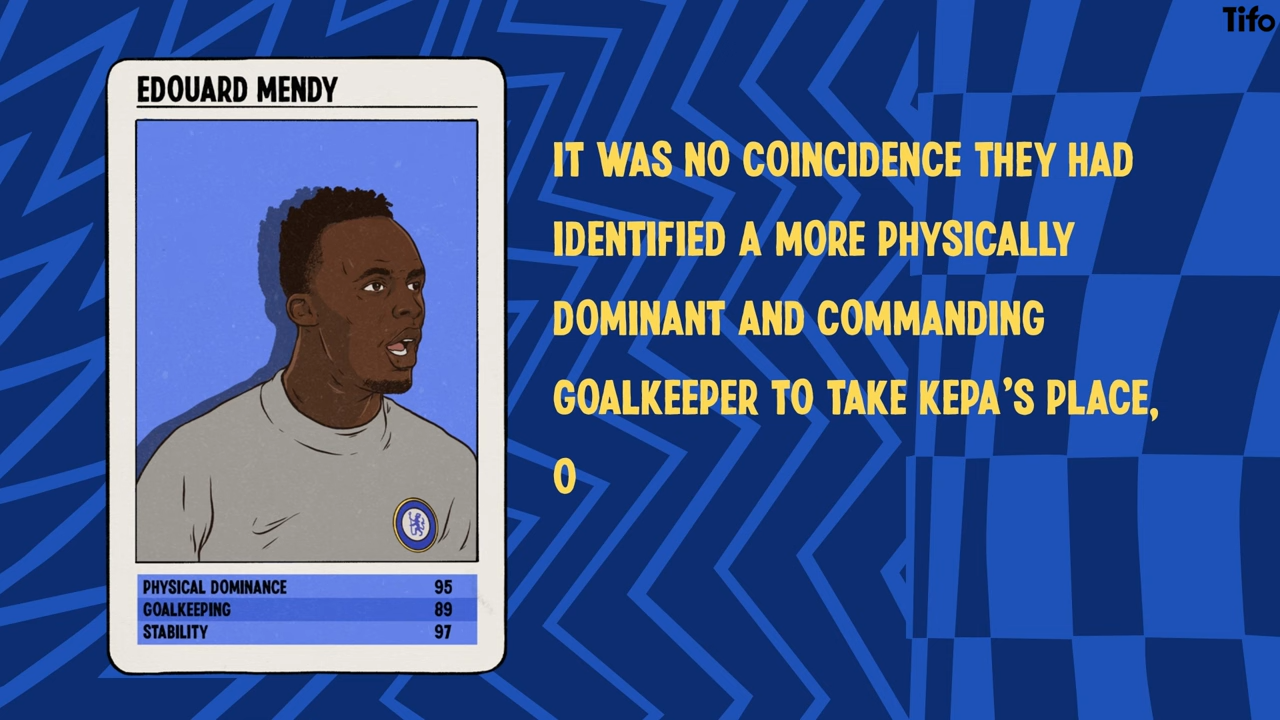 Tifo
EDOUARD MENDY
PHYSICAL DOMINANCE 95
GOALKEEPING 89
STABILITY 97
IT WAS NO COINCIDENCE THEY HAD
IDENTIFIED A MORE PHYSICALLY
DOMINANT AND COMMANDING
GOALKEEPER TO TAKE KEPA'S PLACE,
O